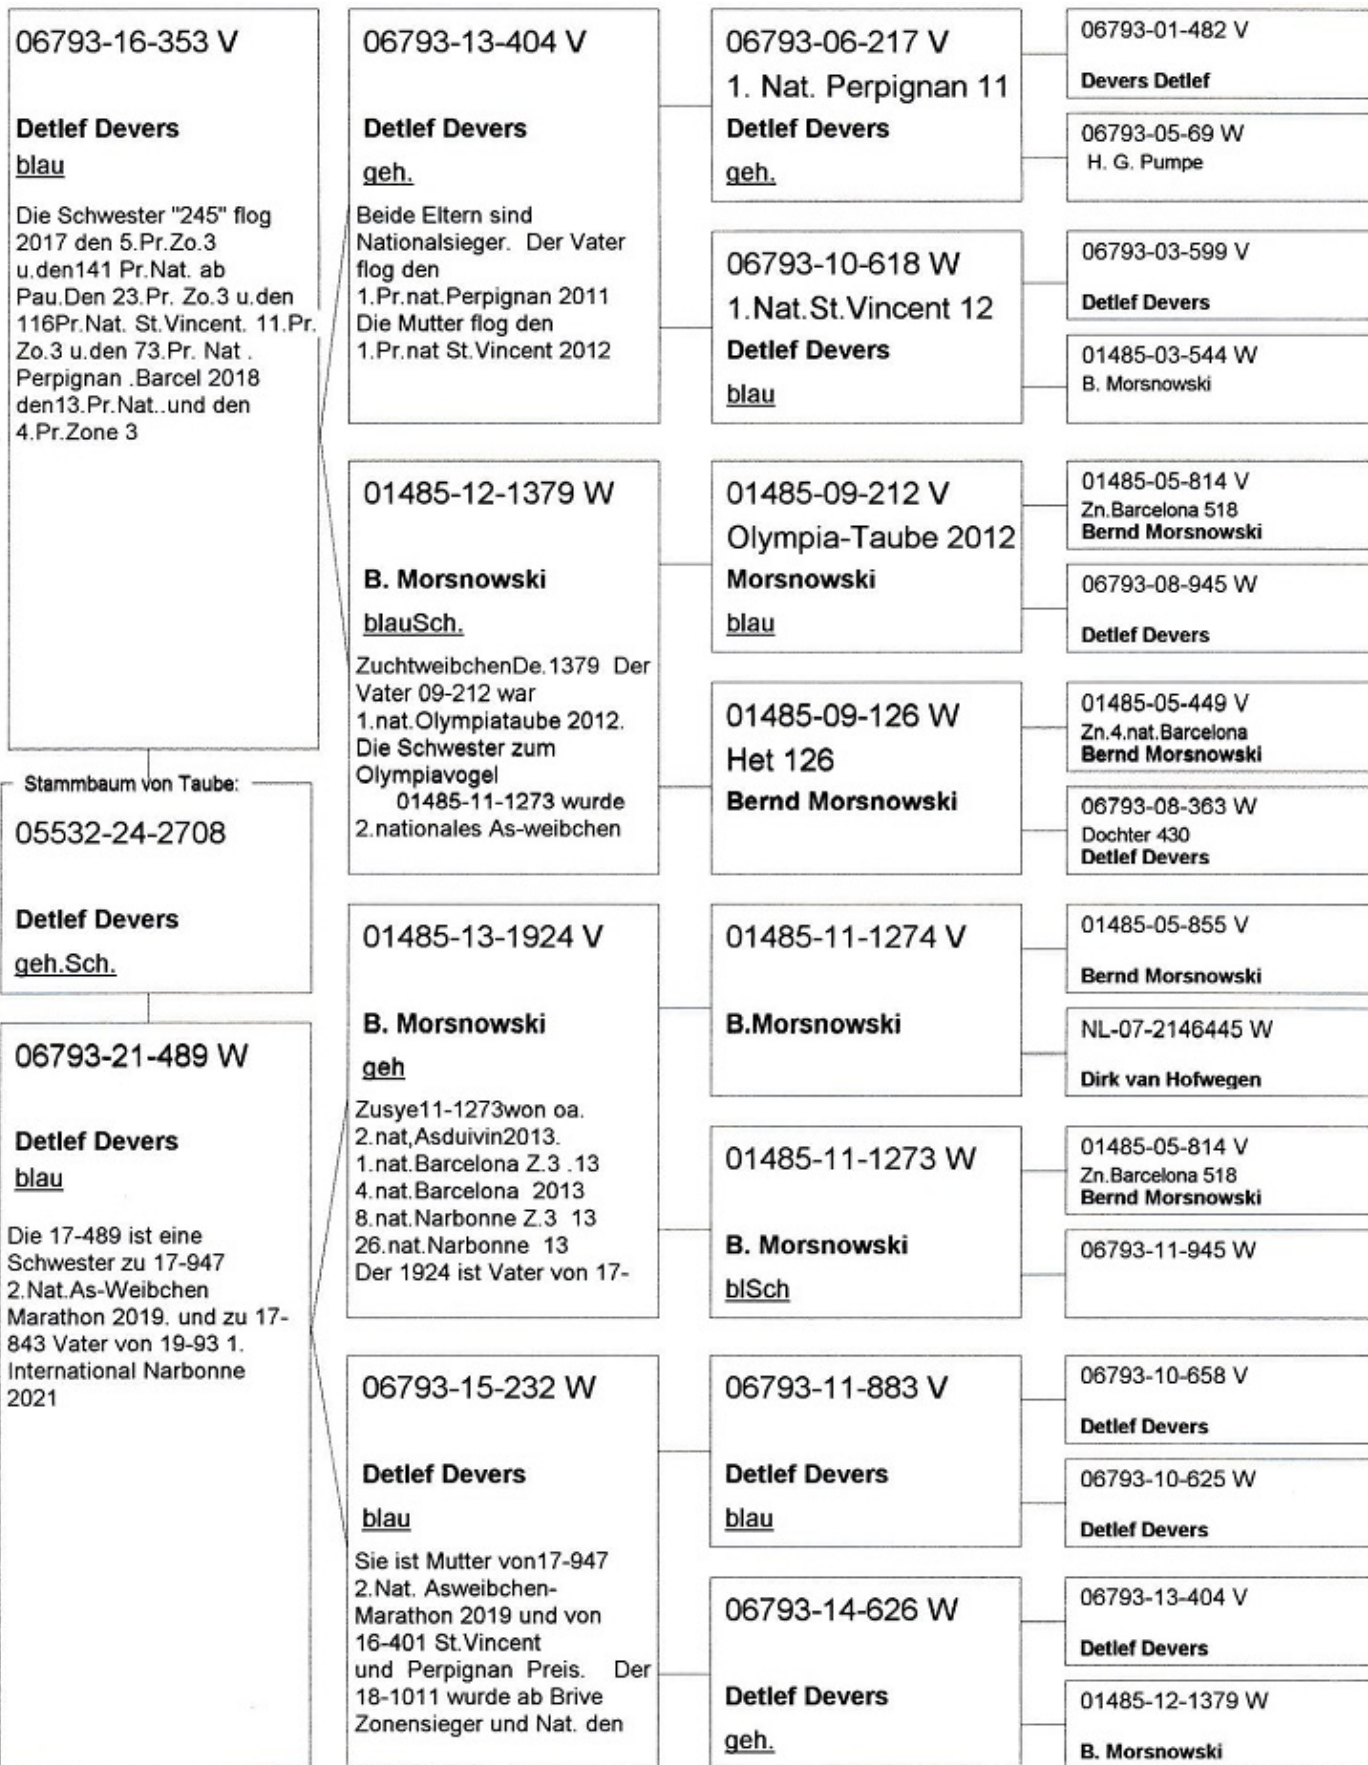 06793-16-353 V
Detlef Devers
blau
Die Schwester "245" flog
2017 den 5.Pr.Zo.3
u.den141 Pr.Nat. ab
Pau.Den 23.Pr. Zo.3 u.den
116Pr.Nat. St.Vincent. 11.Pr.
Zo.3 u.den 73.Pr. Nat .
Perpignan .Barcel 2018
den13.Pr.Nat..und den
4.Pr.Zone 3
Stammbaum von Taube:
05532-24-2708
Detlef Devers
geh.Sch.
06793-21-489 W
Detlef Devers
blau
Die 17-489 ist eine
Schwester zu 17-947
2.Nat.As-Weibchen
Marathon 2019. und zu 17-
843 Vater von 19-93 1.
International Narbonne
2021
06793-13-404 V
Detlef Devers
geh.
Beide Eltern sind
Nationalsieger. Der Vater
flog den
1.Pr.nat.Perpignan 2011
Die Mutter flog den
1.Pr.nat St.Vincent 2012
01485-12-1379 W
B. Morsnowski
blauSch.
ZuchtweibchenDe.1379 Der
Vater 09-212 war
1.nat.Olympiataube 2012.
Die Schwester zum
Olympiavogel
01485-11-1273 wurde
2.nationales As-weibchen
01485-13-1924 V
B. Morsnowski
geh
Zusye11-1273won oa.
2.nat,Asduivin2013.
1.nat.Barcelona Z.3 .13
4.nat.Barcelona 2013
8.nat.Narbonne Z.3 13
26.nat.Narbonne 13
Der 1924 ist Vater von 17-
06793-15-232 W
Detlef Devers
blau
Sie ist Mutter von17-947
2.Nat. Asweibchen-
Marathon 2019 und von
16-401 St.Vincent
und Perpignan Preis. Der
18-1011 wurde ab Brive
Zonensieger und Nat. den
06793-06-217 V
1. Nat. Perpignan 11
Detlef Devers
geh.
06793-10-618 W
1.Nat.St.Vincent 12
Detlef Devers
blau
01485-09-212 V
Olympia-Taube 2012
Morsnowski
blau
01485-09-126 W
Het 126
Bernd Morsnowski
01485-11-1274 V
B.Morsnowski
01485-11-1273 W
B. Morsnowski
blSch
06793-11-883 V
Detlef Devers
blau
06793-14-626 W
Detlef Devers
geh.
06793-01-482 V
Devers Detlef
06793-05-69 W
H. G. Pumpe
06793-03-599 V
Detlef Devers
01485-03-544 W
B. Morsnowski
01485-05-814 V
Zn.Barcelona 518
Bernd Morsnowski
06793-08-945 W
Detlef Devers
01485-05-449 V
Zn.4.nat.Barcelona
Bernd Morsnowski
06793-08-363 W
Dochter 430
Detlef Devers
01485-05-855 V
Bernd Morsnowski
NL-07-2146445 W
Dirk van Hofwegen
01485-05-814 V
Zn.Barcelona 518
Bernd Morsnowski
06793-11-945 W
06793-10-658 V
Detlef Devers
06793-10-625 W
Detlef Devers
06793-13-404 V
Detlef Devers
01485-12-1379 W
B. Morsnowski